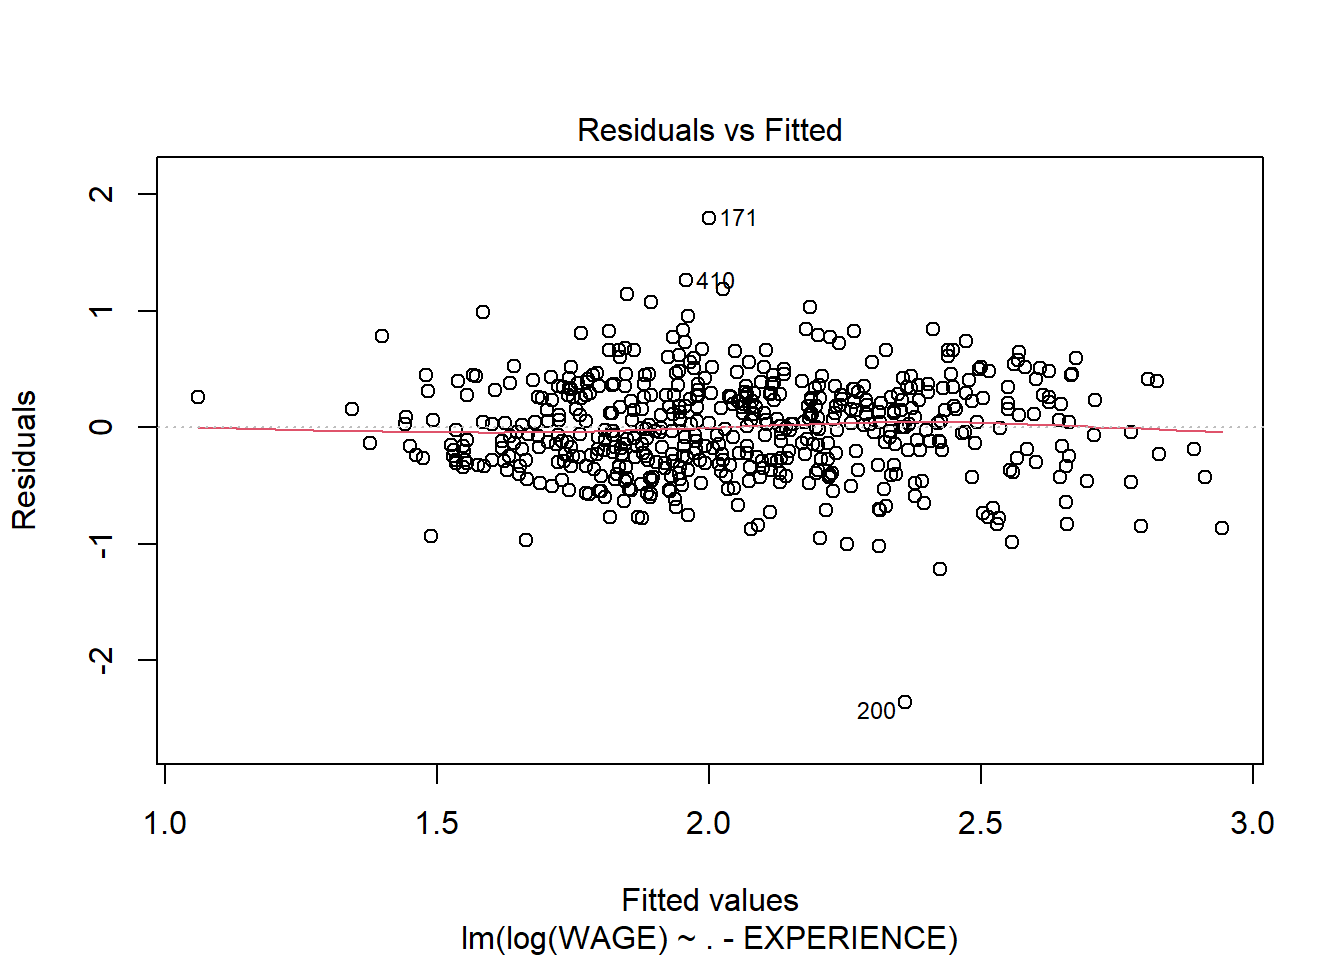 Residuals vs Fitted
Residuals
2
1
0
-1
-2
171
410
200
1.0 1.5 2.0 2.5 3.0
Fitted values
lm(log(WAGE) ~ . - EXPERIENCE)